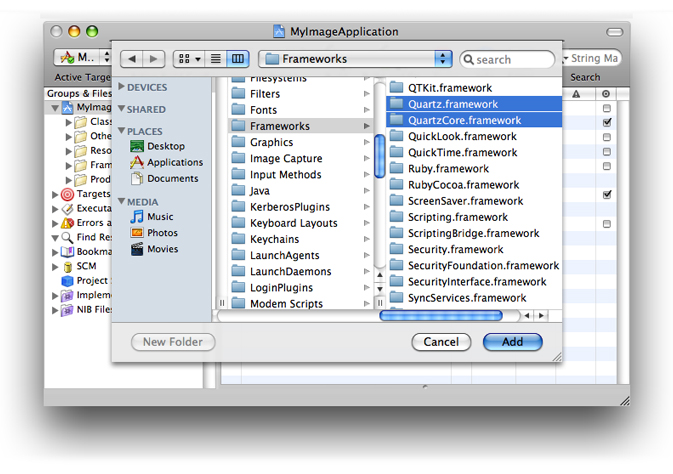 MyImageApplication
M..
Frameworks
search
String Ma
Active Targe
Search
Groups & Files
MyImag
Class
Othe
Reso
Fram
Prod
Targets
Executa
Errors a
Find Res
Bookma
SCM
Project
Impleme
NIB Files
DEVICES
SHARED
PLACES
Desktop
Applications
Documents
MEDIA
Music
Photos
Movies
Filesystems
Filters
Fonts
Frameworks
Graphics
Image Capture
Input Methods
Java
KerberosPlugins
Keyboard Layouts
Keychains
LaunchAgents
LaunchDaemons
LoginPlugins
Modem Scripts
QTKit.framework
Quartz.framework
QuartzCore.framework
QuickLook.framework
QuickTime.framework
Ruby.framework
RubyCocoa.framework
ScreenSaver.framework
Scripting.framework
ScriptingBridge.framework
Security.framework
SecurityFoundation.framework
SecurityInterface.framework
SyncServices.framework
New Folder
Cancel
Add